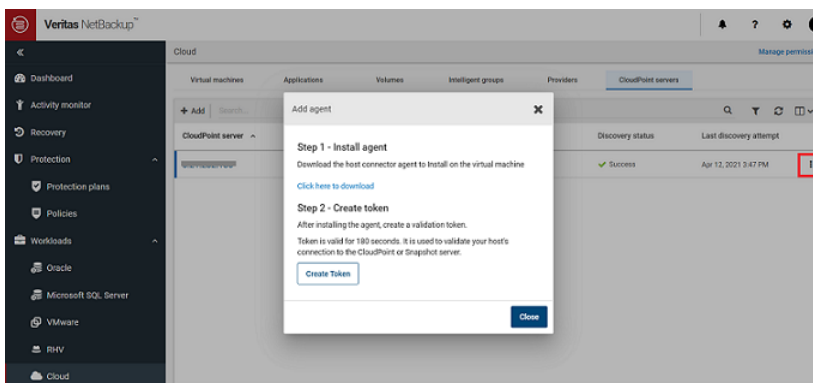 Veritas NetBackup™
?
«
Cloud
Manage permissi
Dashboard
Virtual machines
Applications
Volumes
Intelligent groups
Providers
CloudPoint servers
Activity monitor
+ Add
Search...
Add agent
Recovery
CloudPoint server
Discovery status
Last discovery attempt
Step 1 - Install agent
Protection
Download the host connector agent to Install on the virtual machine
Success
Apr 12, 2021 3:47 PM
Protection plans
Click here to download
Step 2 - Create token
Policies
After installing the agent, create a validation token.
Workloads
Token is valid for 180 seconds. It is used to validate your host's
connection to the CloudPoint or Snapshot server.
Oracle
Create Token
Microsoft SQL Server
VMware
Close
RHV
Cloud